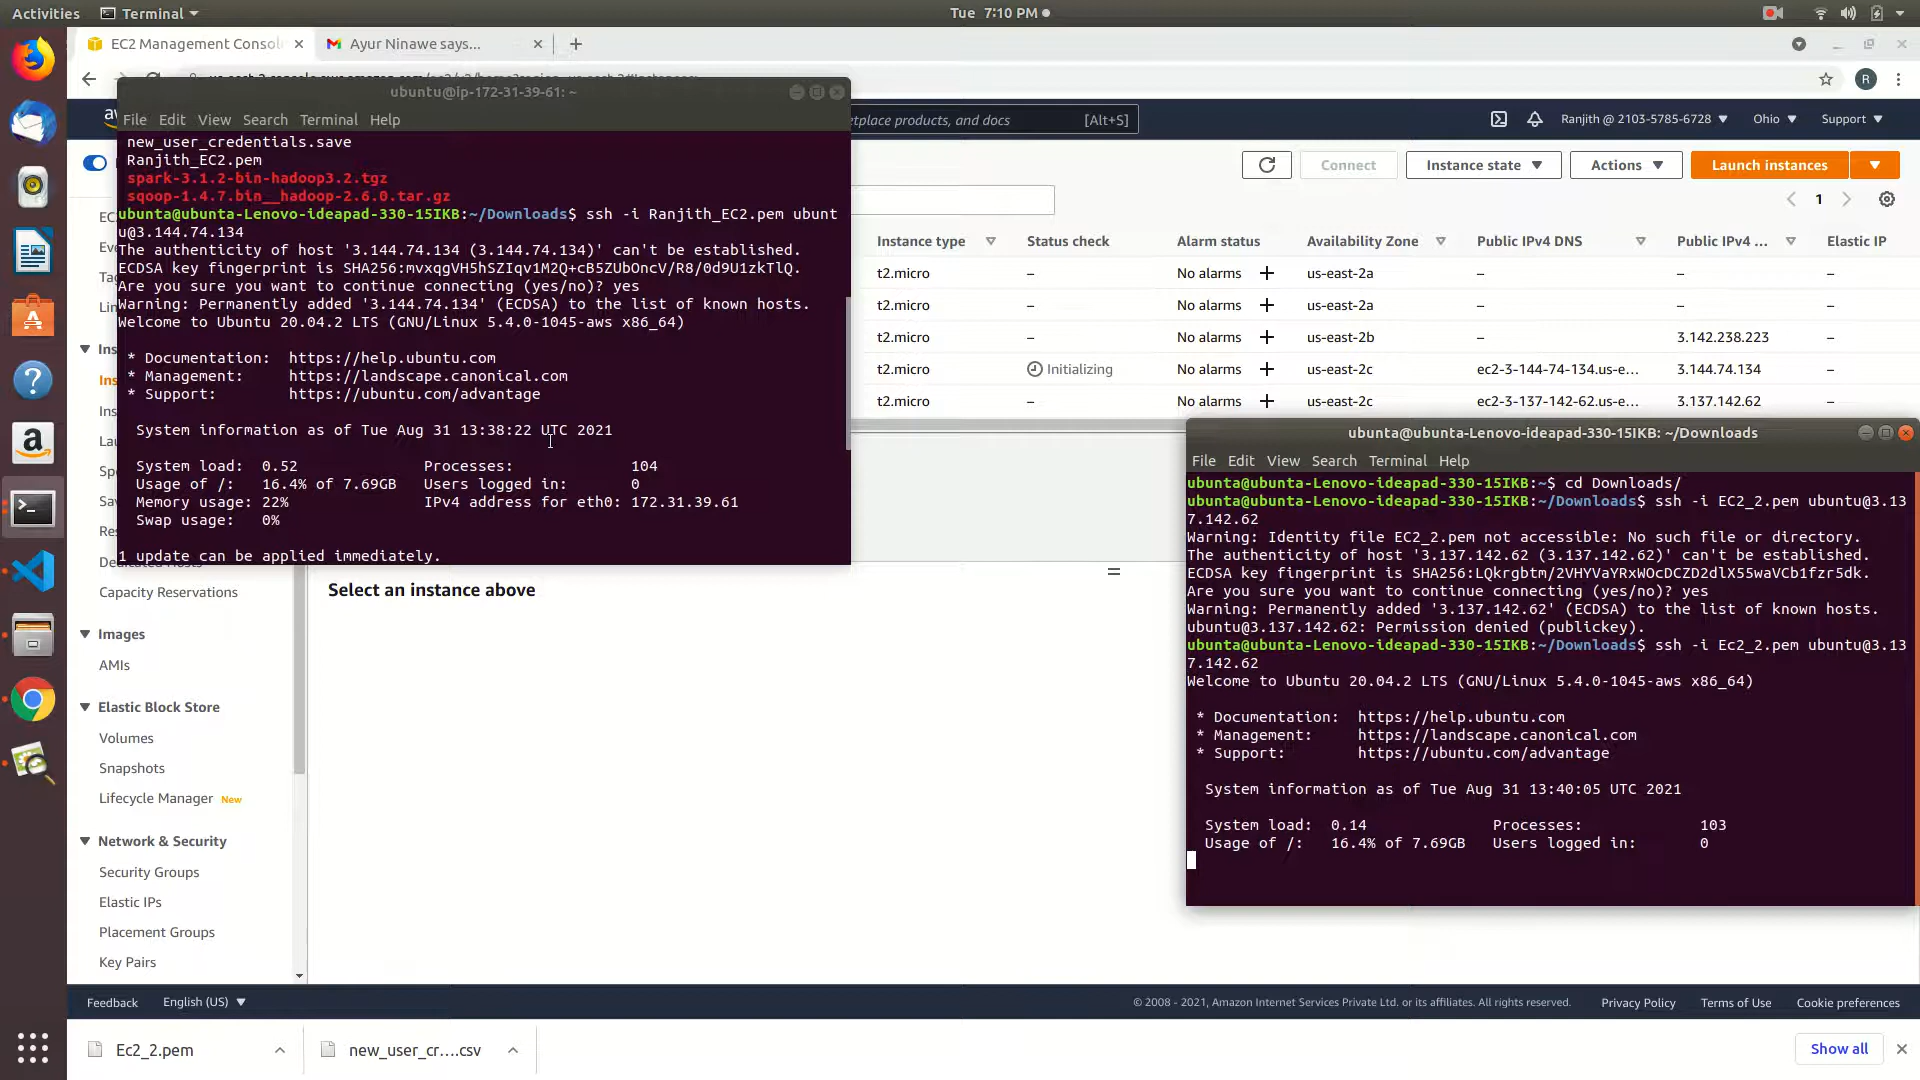 Activities
Terminal
Tue 7:10 PM
EC2 Management Consol
Ayur Ninawe says...
R
ubuntu@ip-172-31-39-61: ~
File Edit View Search Terminal Help
new_user_credentials.save
Ranjith_EC2.pem
spark-3.1.2-bin-hadoop3.2.tgz
sqoop-1.4.7.bin__hadoop-2.6.0.tar.gz
ubunta@ubunta-Lenovo-ideapad-330-15IKB:~/Downloads$ ssh -i Ranjith_EC2.pem ubunt
u@3.144.74.134
The authenticity of host '3.144.74.134 (3.144.74.134)' can't be established.
ECDSA key fingerprint is SHA256:mvxqgVH5hSZIqv1M2Q+cB5ZUbOncV/R8/0d9U1zkTlQ.
Are you sure you want to continue connecting (yes/no)? yes
Warning: Permanently added '3.144.74.134' (ECDSA) to the list of known hosts.
Welcome to Ubuntu 20.04.2 LTS (GNU/Linux 5.4.0-1045-aws x86_64)
* Documentation: https://help.ubuntu.com
* Management: https://landscape.canonical.com
* Support: https://ubuntu.com/advantage
System information as of Tue Aug 31 13:38:22 UTC 2021
System load: 0.52 Processes: 104
Usage of /: 16.4% of 7.69GB Users logged in: 0
Memory usage: 22% IPv4 address for eth0: 172.31.39.61
Swap usage: 0%
1 update can be applied immediately.
etplace products, and docs [Alt+S]
Ranjith @ 2103-5785-6728 Ohio Support
Connect Instance state Actions Launch instances
1
Instance type Status check Alarm status Availability Zone Public IPv4 DNS Public IPv4 ... Elastic IP
t2.micro – No alarms + us-east-2a – – –
t2.micro – No alarms + us-east-2a – – –
t2.micro – No alarms + us-east-2b – 3.142.238.223 –
t2.micro Initializing No alarms + us-east-2c ec2-3-144-74-134.us-e... 3.144.74.134 –
t2.micro – No alarms + us-east-2c ec2-3-137-142-62.us-e... 3.137.142.62 –
Select an instance above
Capacity Reservations
Images
AMIs
Elastic Block Store
Volumes
Snapshots
Lifecycle Manager New
Network & Security
Security Groups
Elastic IPs
Placement Groups
Key Pairs
ubunta@ubunta-Lenovo-ideapad-330-15IKB: ~/Downloads
File Edit View Search Terminal Help
ubunta@ubunta-Lenovo-ideapad-330-15IKB:~$ cd Downloads/
ubunta@ubunta-Lenovo-ideapad-330-15IKB:~/Downloads$ ssh -i EC2_2.pem ubuntu@3.13
7.142.62
Warning: Identity file EC2_2.pem not accessible: No such file or directory.
The authenticity of host '3.137.142.62 (3.137.142.62)' can't be established.
ECDSA key fingerprint is SHA256:LQkrgbtm/2VHYVaYRxWOcDCZD2dlX55waVCb1fzr5dk.
Are you sure you want to continue connecting (yes/no)? yes
Warning: Permanently added '3.137.142.62' (ECDSA) to the list of known hosts.
ubuntu@3.137.142.62: Permission denied (publickey).
ubunta@ubunta-Lenovo-ideapad-330-15IKB:~/Downloads$ ssh -i Ec2_2.pem ubuntu@3.13
7.142.62
Welcome to Ubuntu 20.04.2 LTS (GNU/Linux 5.4.0-1045-aws x86_64)
* Documentation: https://help.ubuntu.com
* Management: https://landscape.canonical.com
* Support: https://ubuntu.com/advantage
System information as of Tue Aug 31 13:40:05 UTC 2021
System load: 0.14 Processes: 103
Usage of /: 16.4% of 7.69GB Users logged in: 0
Feedback English (US)
© 2008 - 2021, Amazon Internet Services Private Ltd. or its affiliates. All rights reserved. Privacy Policy Terms of Use Cookie preferences
Ec2_2.pem
new_user_cr....csv
Show all